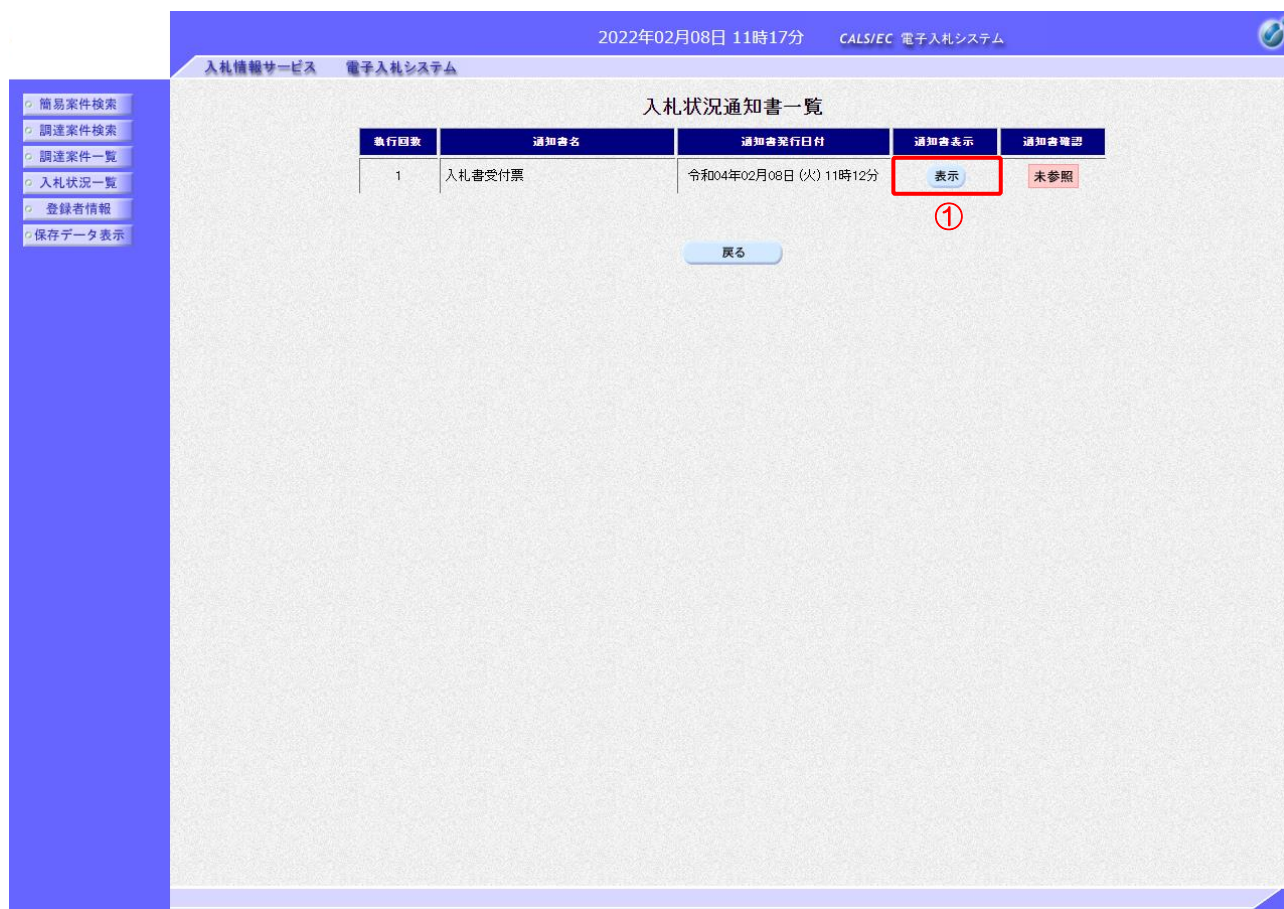 2022年02月08日 11時17分 CALS/EC 電子入札システム
入札情報サービス 電子入札システム
簡易案件検索
調達案件検索
調達案件一覧
入札状況一覧
登録者情報
保存データ表示
入札状況通知書一覧
執行回数 通知書名 通知書発行日付 通知書表示 通知書確認
1 入札書受付票 令和04年02月08日 (火) 11時12分 表示 未参照
①
戻る